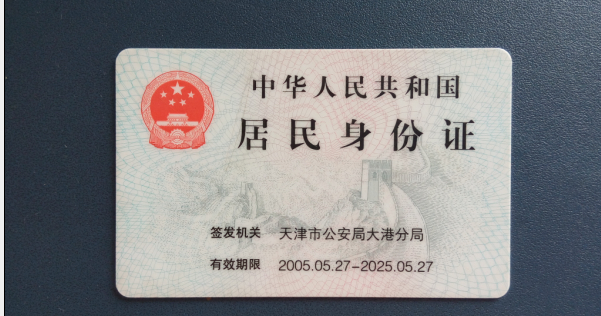 中华人民共和国
居民身份证
签发机关 天津市公安局大港分局
有效期限 2005.05.27-2025.05.27